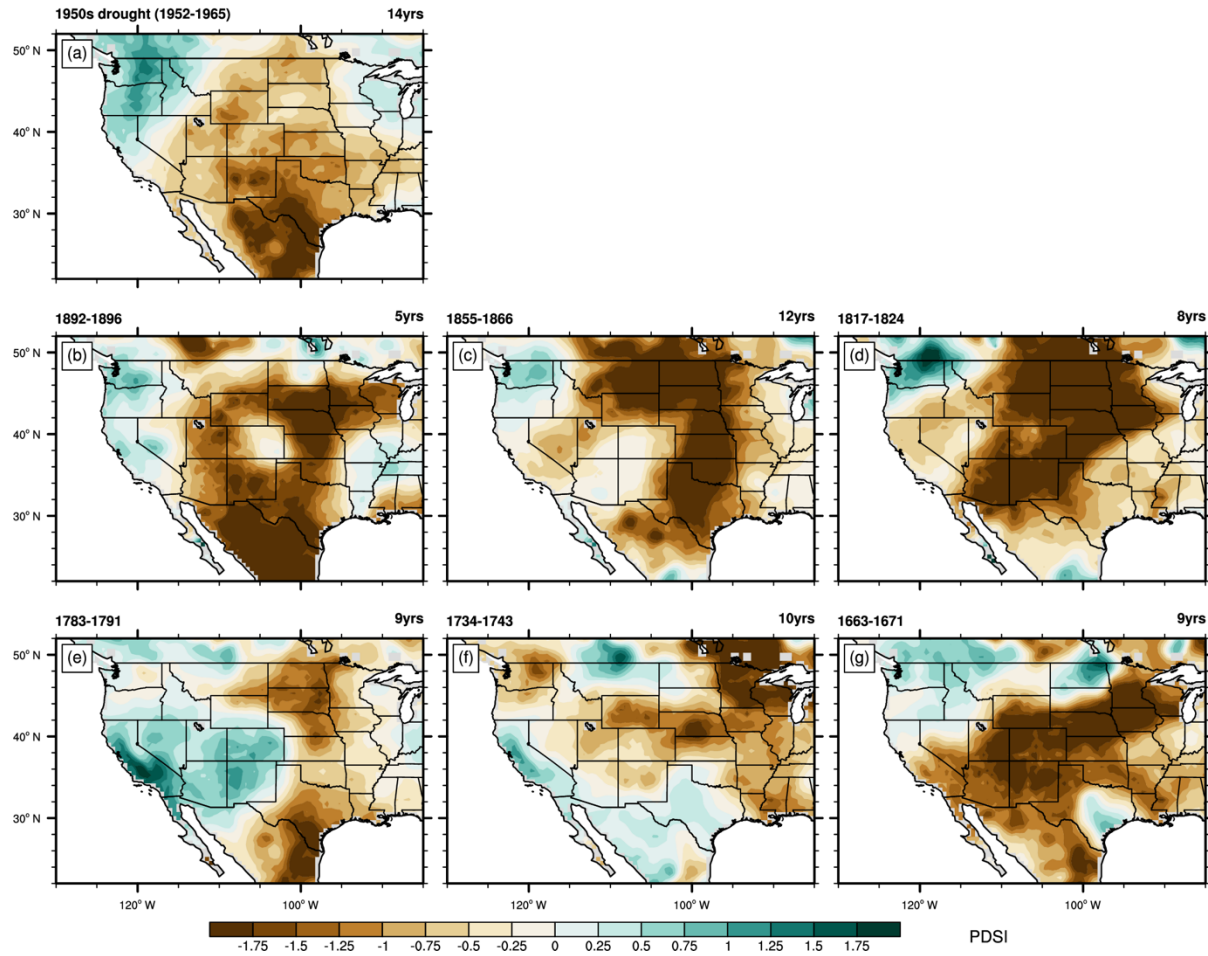 1950s drought (1952-1965) 14yrs
(a)
50° N
40° N
30° N
1892-1896 5yrs
(b)
50° N
40° N
30° N
1855-1866 12yrs
(c)
1817-1824 8yrs
(d)
1783-1791 9yrs
(e)
50° N
40° N
30° N
120° W 100° W
1734-1743 10yrs
(f)
120° W 100° W
1663-1671 9yrs
(g)
120° W 100° W
-1.75 -1.5 -1.25 -1 -0.75 -0.5 -0.25 0 0.25 0.5 0.75 1 1.25 1.5 1.75
PDSI